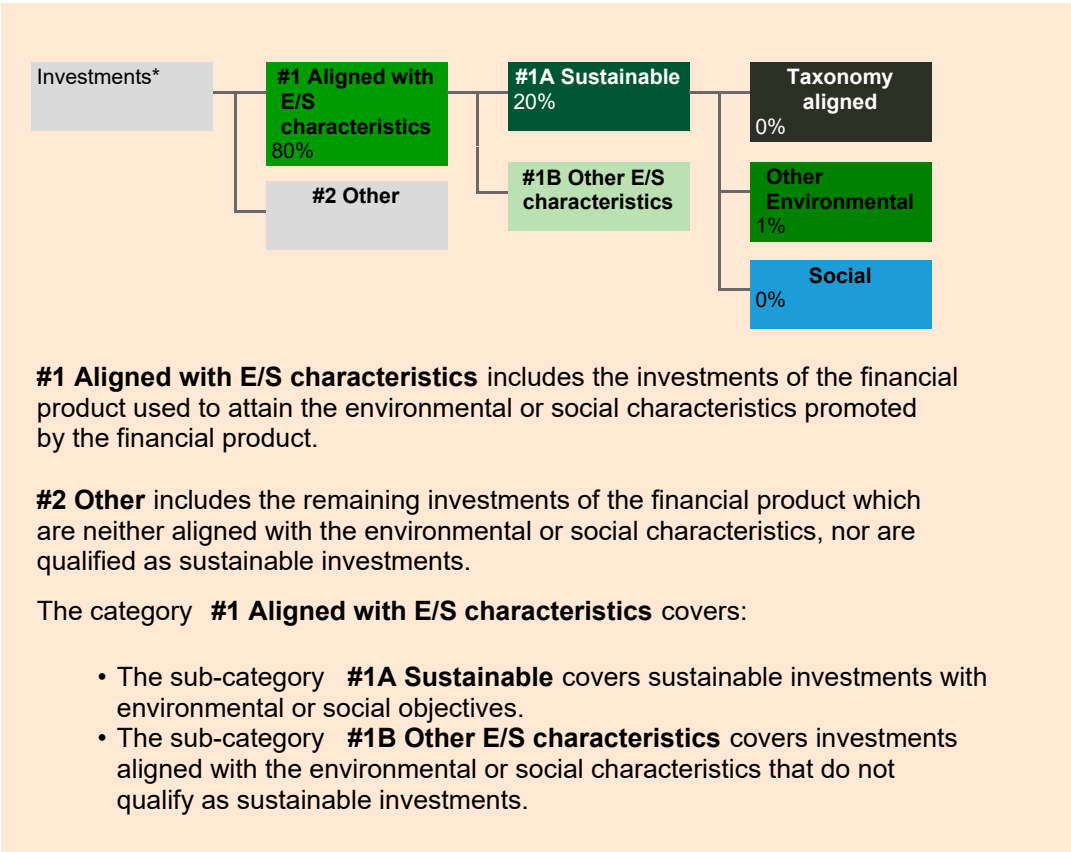 Investments*
#1 Aligned with
E/S
characteristics
80%
#2 Other
#1A Sustainable
20%
#1B Other E/S
characteristics
Taxonomy
aligned
0%
Other
Environmental
1%
Social
0%
#1 Aligned with E/S characteristics includes the investments of the financial
product used to attain the environmental or social characteristics promoted
by the financial product.
#2 Other includes the remaining investments of the financial product which
are neither aligned with the environmental or social characteristics, nor are
qualified as sustainable investments.
The category #1 Aligned with E/S characteristics covers:
• The sub-category #1A Sustainable covers sustainable investments with
environmental or social objectives.
• The sub-category #1B Other E/S characteristics covers investments
aligned with the environmental or social characteristics that do not
qualify as sustainable investments.